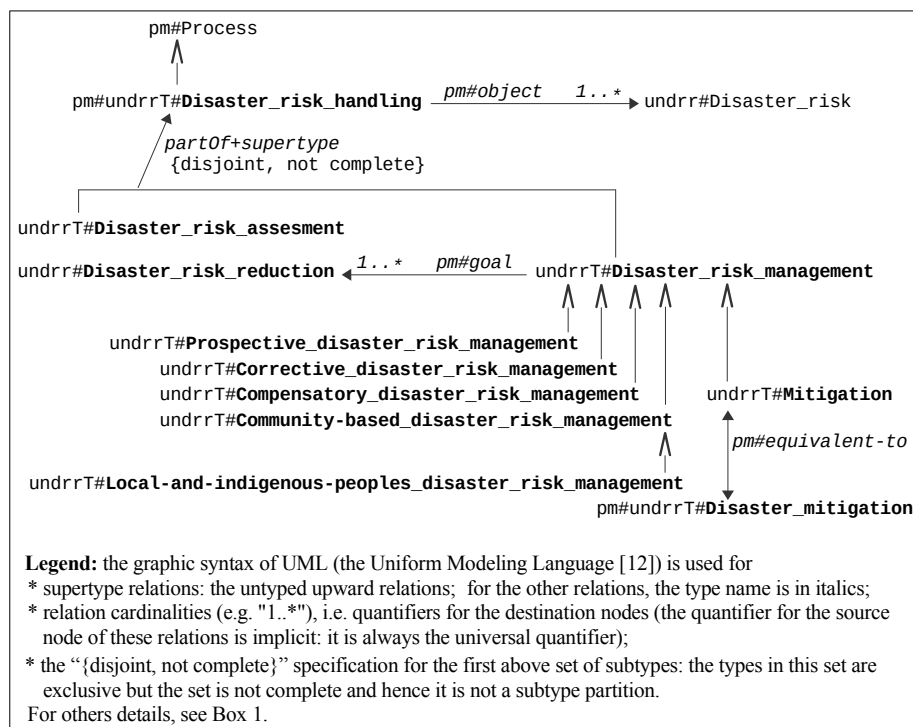 pm#Process
pm#undrrT#Disaster_risk_handling pm#object 1..* undrr#Disaster_risk
partOf+supertype
{disjoint, not complete}
undrrT#Disaster_risk_assesment
undrr#Disaster_risk_reduction 1..* pm#goal undrrT#Disaster_risk_management
undrrT#Prospective_disaster_risk_management
undrrT#Corrective_disaster_risk_management
undrrT#Compensatory_disaster_risk_management undrrT#Mitigation
undrrT#Community-based_disaster_risk_management
pm#equivalent-to
undrrT#Local-and-indigenous-peoples_disaster_risk_management
pm#undrrT#Disaster_mitigation
Legend: the graphic syntax of UML (the Uniform Modeling Language [12]) is used for
* supertype relations: the untyped upward relations; for the other relations, the type name is in italics;
* relation cardinalities (e.g. "1..*"), i.e. quantifiers for the destination nodes (the quantifier for the source
node of these relations is implicit: it is always the universal quantifier);
* the “{disjoint, not complete}” specification for the first above set of subtypes: the types in this set are
exclusive but the set is not complete and hence it is not a subtype partition.
For others details, see Box 1.